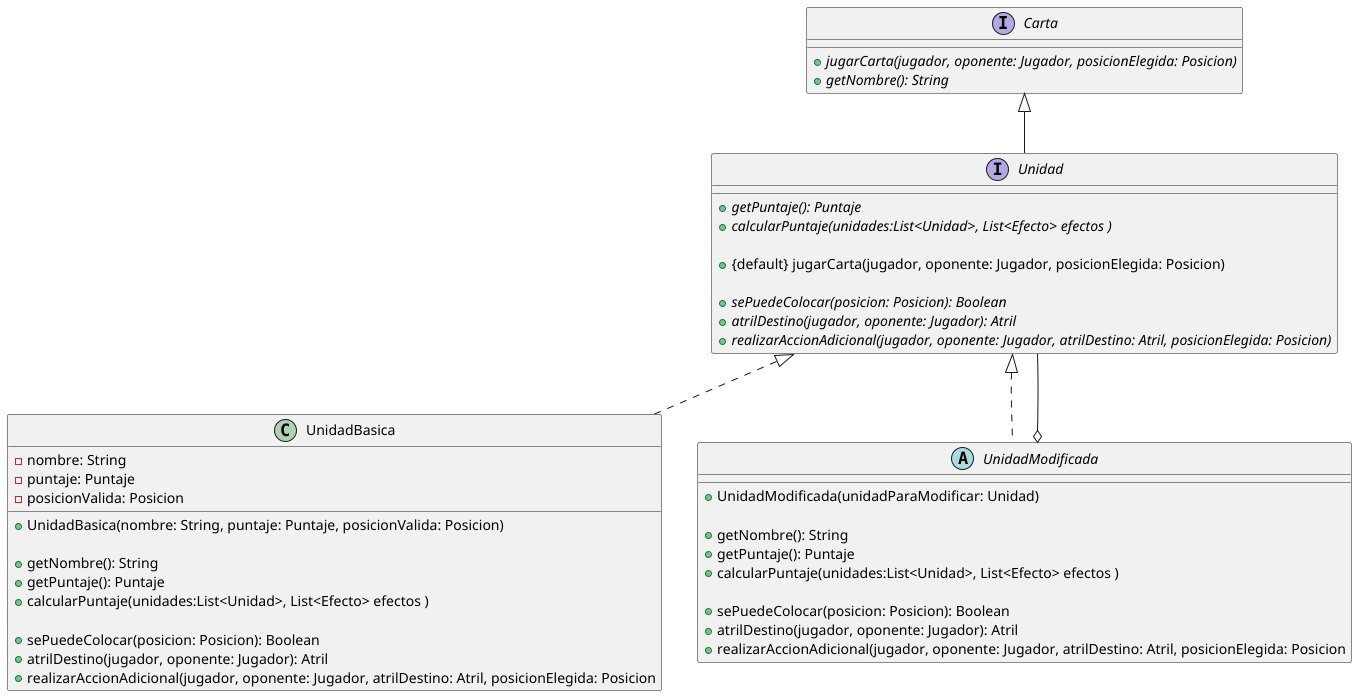 I Carta
jugarCarta(jugador, oponente: Jugador, posicionElegida: Posicion)
getNombre(): String
I Unidad
getPuntaje(): Puntaje
calcularPuntaje(unidades:List<Unidad>, List<Efecto> efectos )
{default} jugarCarta(jugador, oponente: Jugador, posicionElegida: Posicion)
sePuedeColocar(posicion: Posicion): Boolean
atrilDestino(jugador, oponente: Jugador): Atril
realizarAccionAdicional(jugador, oponente: Jugador, atrilDestino: Atril, posicionElegida: Posicion)
C UnidadBasica
nombre: String
puntaje: Puntaje
posicionValida: Posicion
UnidadBasica(nombre: String, puntaje: Puntaje, posicionValida: Posicion)
getNombre(): String
getPuntaje(): Puntaje
calcularPuntaje(unidades:List<Unidad>, List<Efecto> efectos )
sePuedeColocar(posicion: Posicion): Boolean
atrilDestino(jugador, oponente: Jugador): Atril
realizarAccionAdicional(jugador, oponente: Jugador, atrilDestino: Atril, posicionElegida: Posicion
A UnidadModificada
UnidadModificada(unidadParaModificar: Unidad)
getNombre(): String
getPuntaje(): Puntaje
calcularPuntaje(unidades:List<Unidad>, List<Efecto> efectos )
sePuedeColocar(posicion: Posicion): Boolean
atrilDestino(jugador, oponente: Jugador): Atril
realizarAccionAdicional(jugador, oponente: Jugador, atrilDestino: Atril, posicionElegida: Posicion